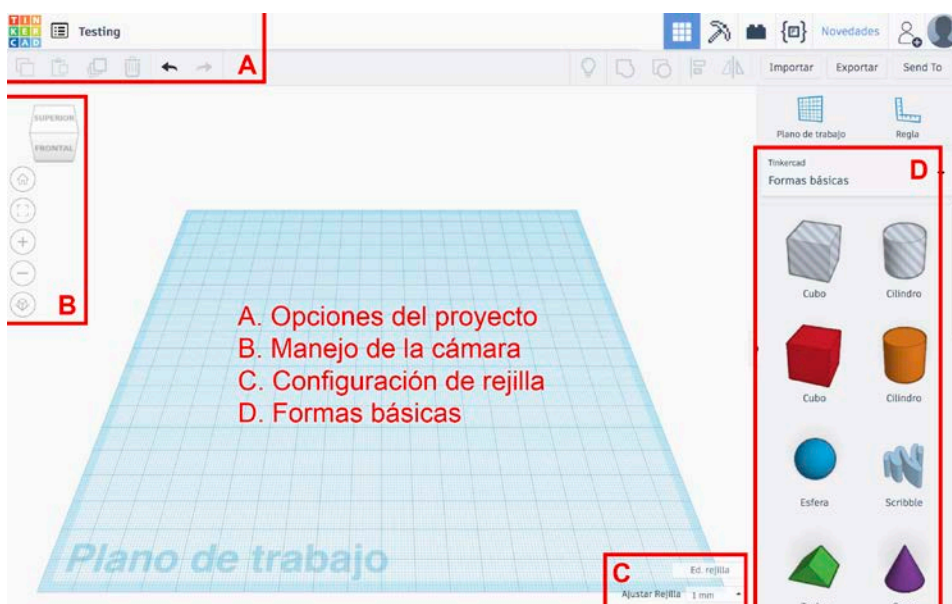 TIN
KER
CAD
Testing
{□}
Novedades
A
Importar
Exportar
Send To
SUPERIOR
FRONTAL
B
Plano de trabajo
Regla
Tinkercad
Formas básicas
D
Cubo
Cilindro
Cubo
Cilindro
Esfera
Scribble
A. Opciones del proyecto
B. Manejo de la cámara
C. Configuración de rejilla
D. Formas básicas
Plano de trabajo
C
Ed. rejilla
Ajustar Rejilla 1 mm